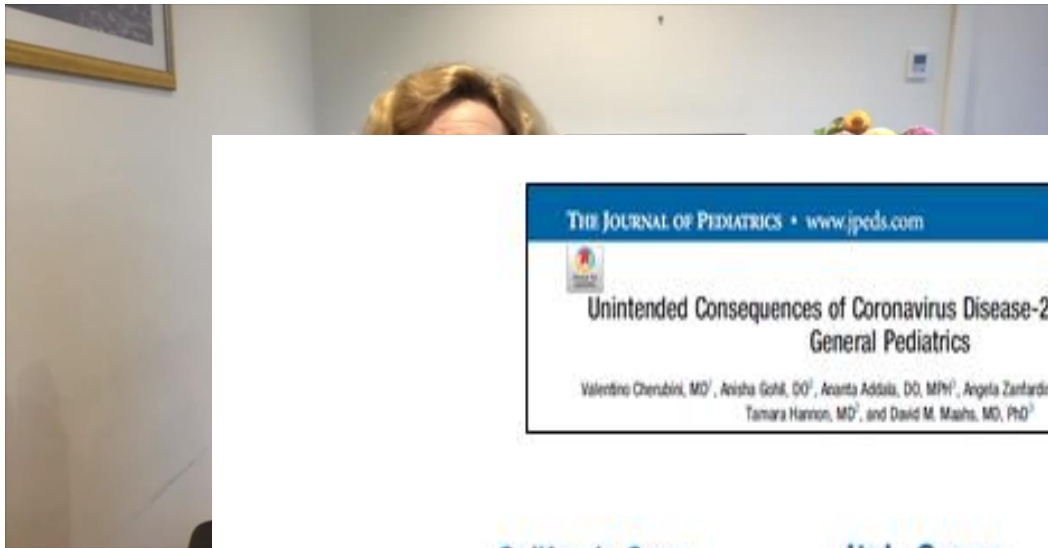 THE JOURNAL OF PEDIATRICS • www.jpeds.com
Unintended Consequences of Coronavirus Disease-2
General Pediatrics
Valentino Cherubini, MD¹, Anisha Gohil, DO², Ananta Addala, DO, MPH³, Angela Zanfardin
Tamara Hannon, MD², and David M. Maahs, MD, PhD³